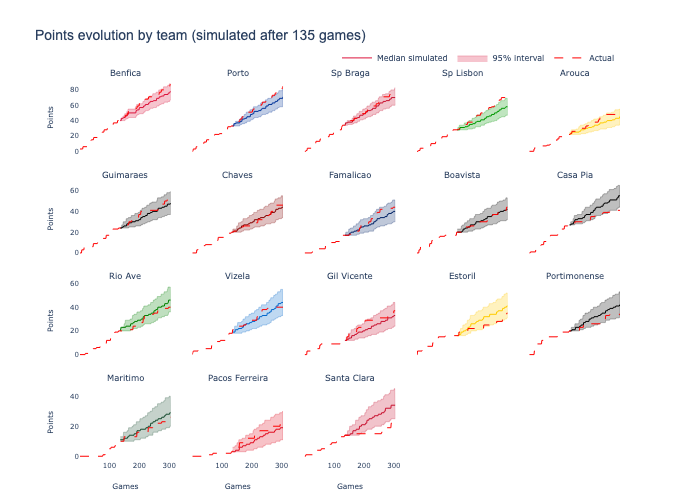 Points evolution by team (simulated after 135 games)
Median simulated 95% interval Actual
Benfica Porto Sp Braga Sp Lisbon Arouca
80
60
40
20
0
Points
Guimaraes Chaves Famalicao Boavista Casa Pia
60
40
20
0
Points
Rio Ave Vizela Gil Vicente Estoril Portimonense
60
40
20
0
Points
Maritimo Pacos Ferreira Santa Clara
40
20
0
Points
100 200 300 100 200 300 100 200 300
Games Games Games